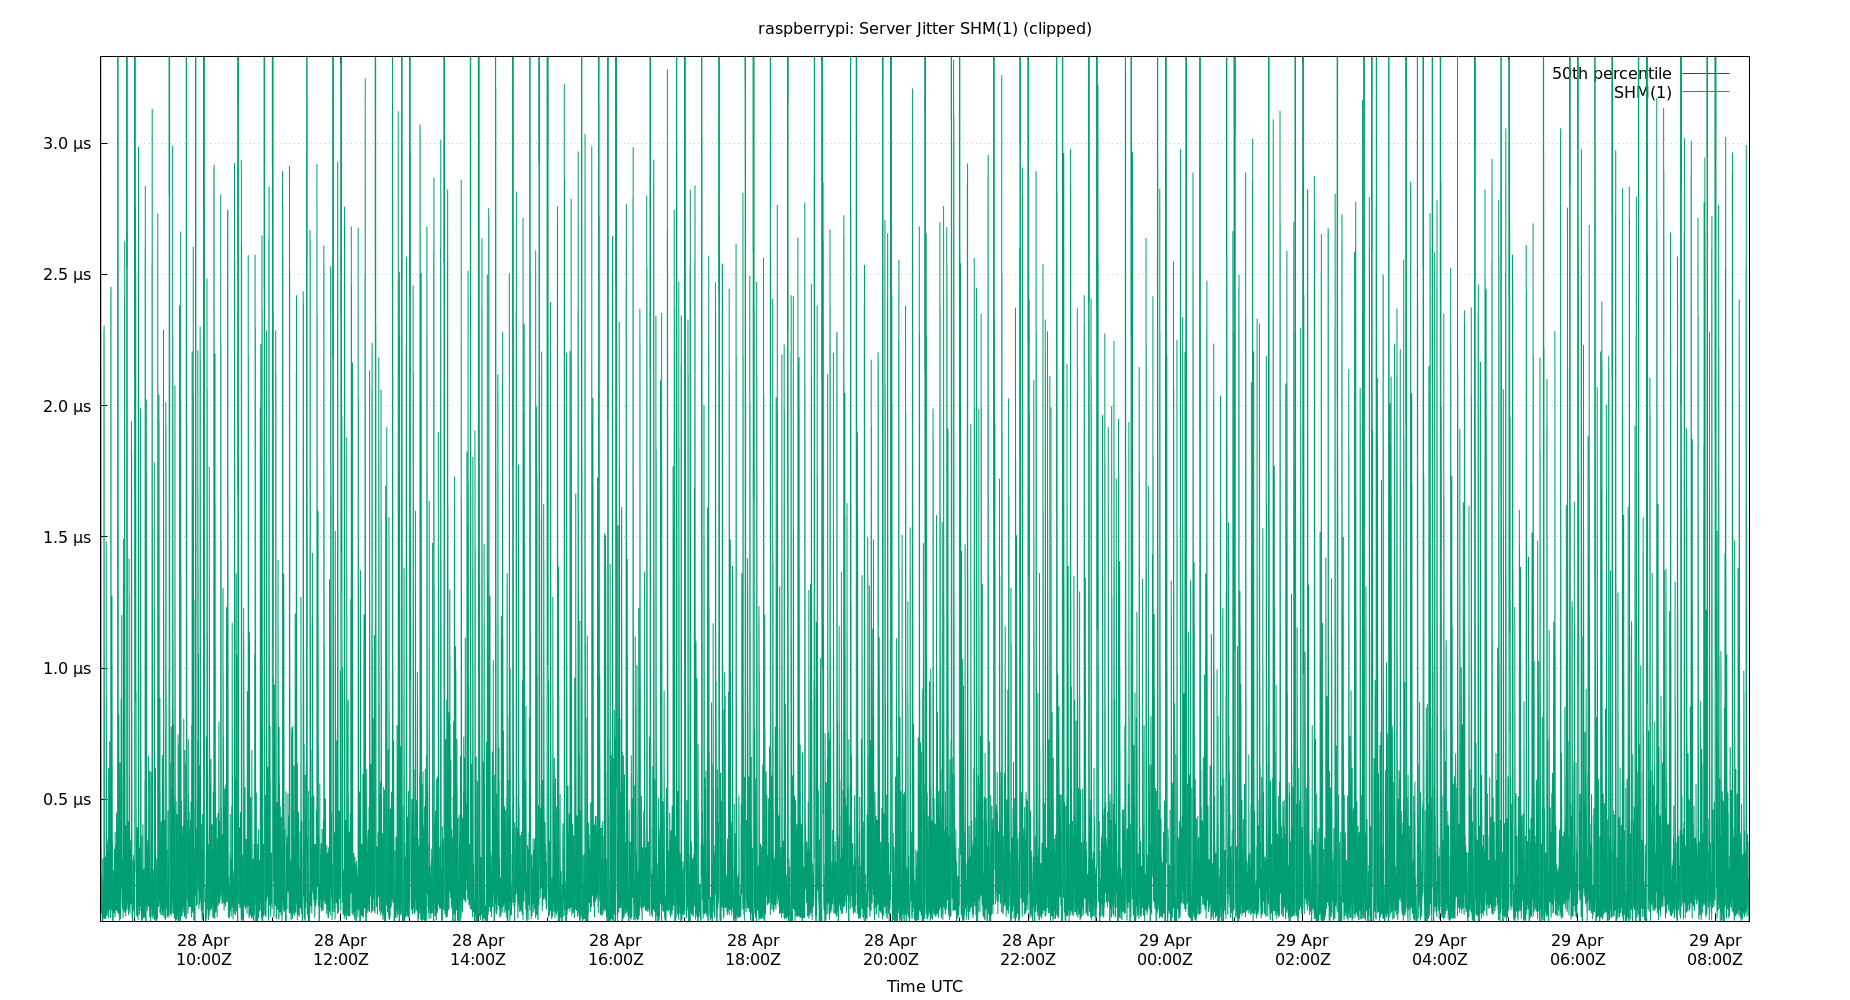 raspberrypi: Server Jitter SHM(1) (clipped)
50th percentile
SHM(1)
3.0 µs
2.5 µs
2.0 µs
1.5 µs
1.0 µs
0.5 µs
28 Apr 28 Apr 28 Apr 28 Apr 28 Apr 28 Apr 28 Apr 29 Apr 29 Apr 29 Apr 29 Apr 29 Apr
10:00Z 12:00Z 14:00Z 16:00Z 18:00Z 20:00Z 22:00Z 00:00Z 02:00Z 04:00Z 06:00Z 08:00Z
Time UTC